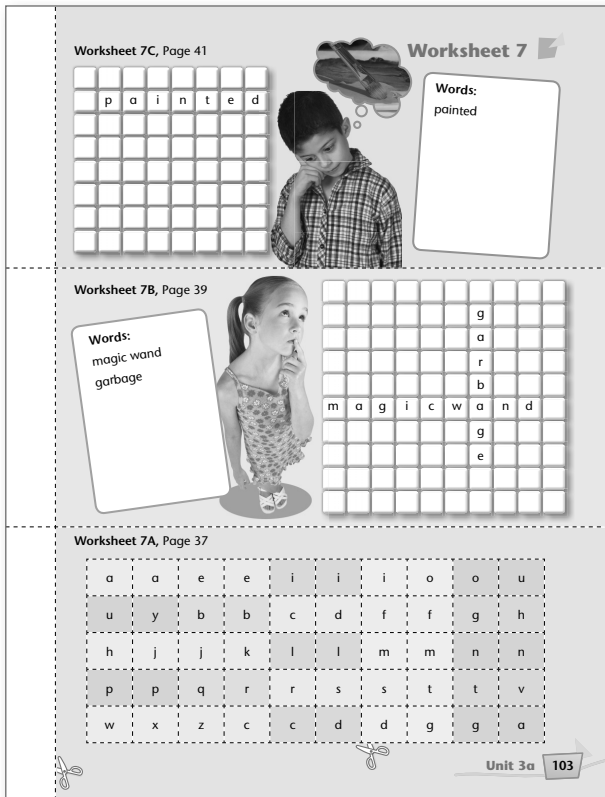 Worksheet 7C, Page 41
Worksheet 7
p a i n t e d
Words:
painted
Worksheet 7B, Page 39
Words:
magic wand
garbage
g
a
r
b
m a g i c w a n d
g
e
Worksheet 7A, Page 37
a a e e i i i o o u
u y b b c d f f g h
h j j k l l m m n n
p p q r r s s t t v
w x z c c d d g g a
Unit 3a 103